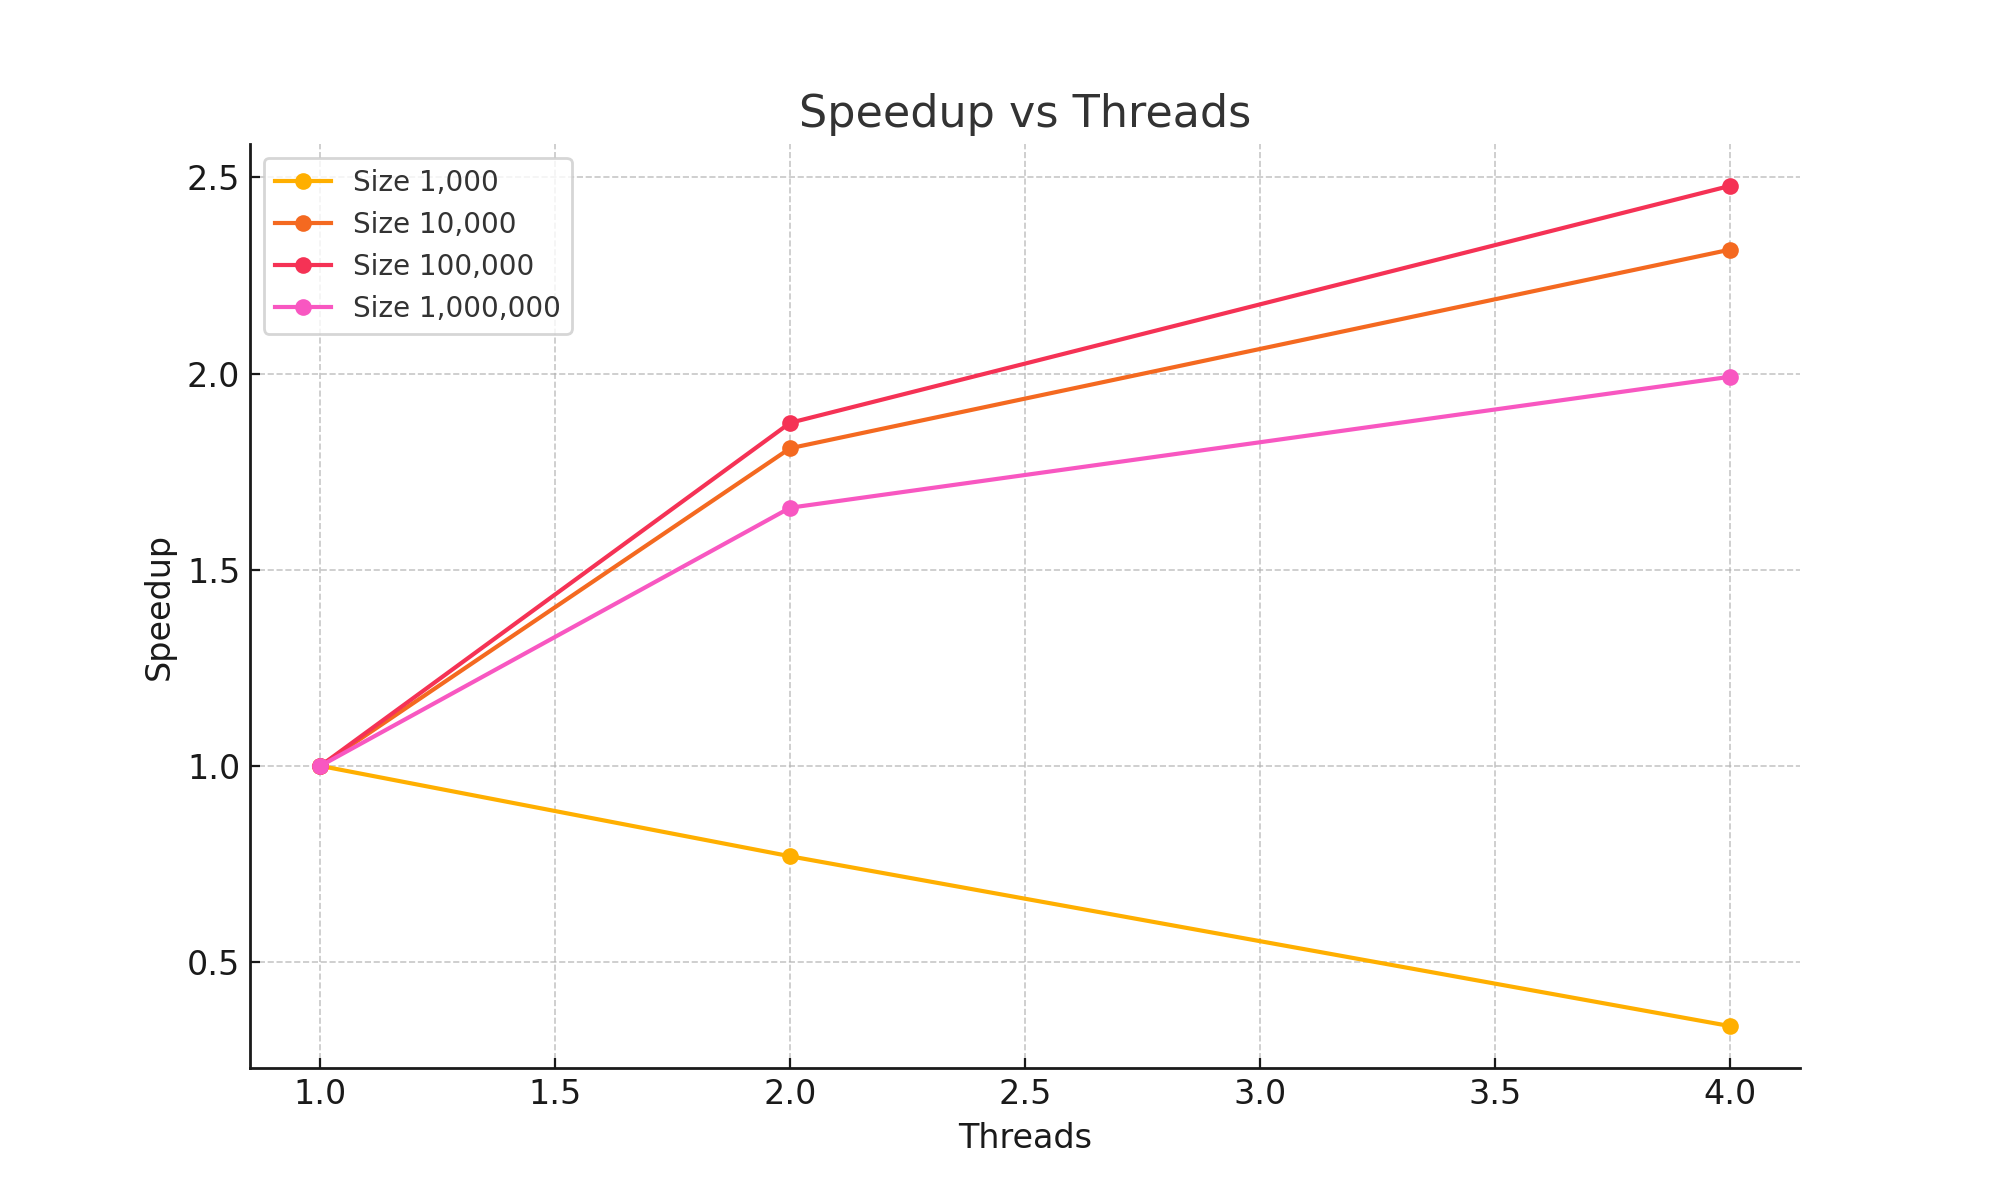 Speedup vs Threads
2.5
2.0
1.5
1.0
0.5
Speedup
Size 1,000
Size 10,000
Size 100,000
Size 1,000,000
1.0 1.5 2.0 2.5 3.0 3.5 4.0
Threads